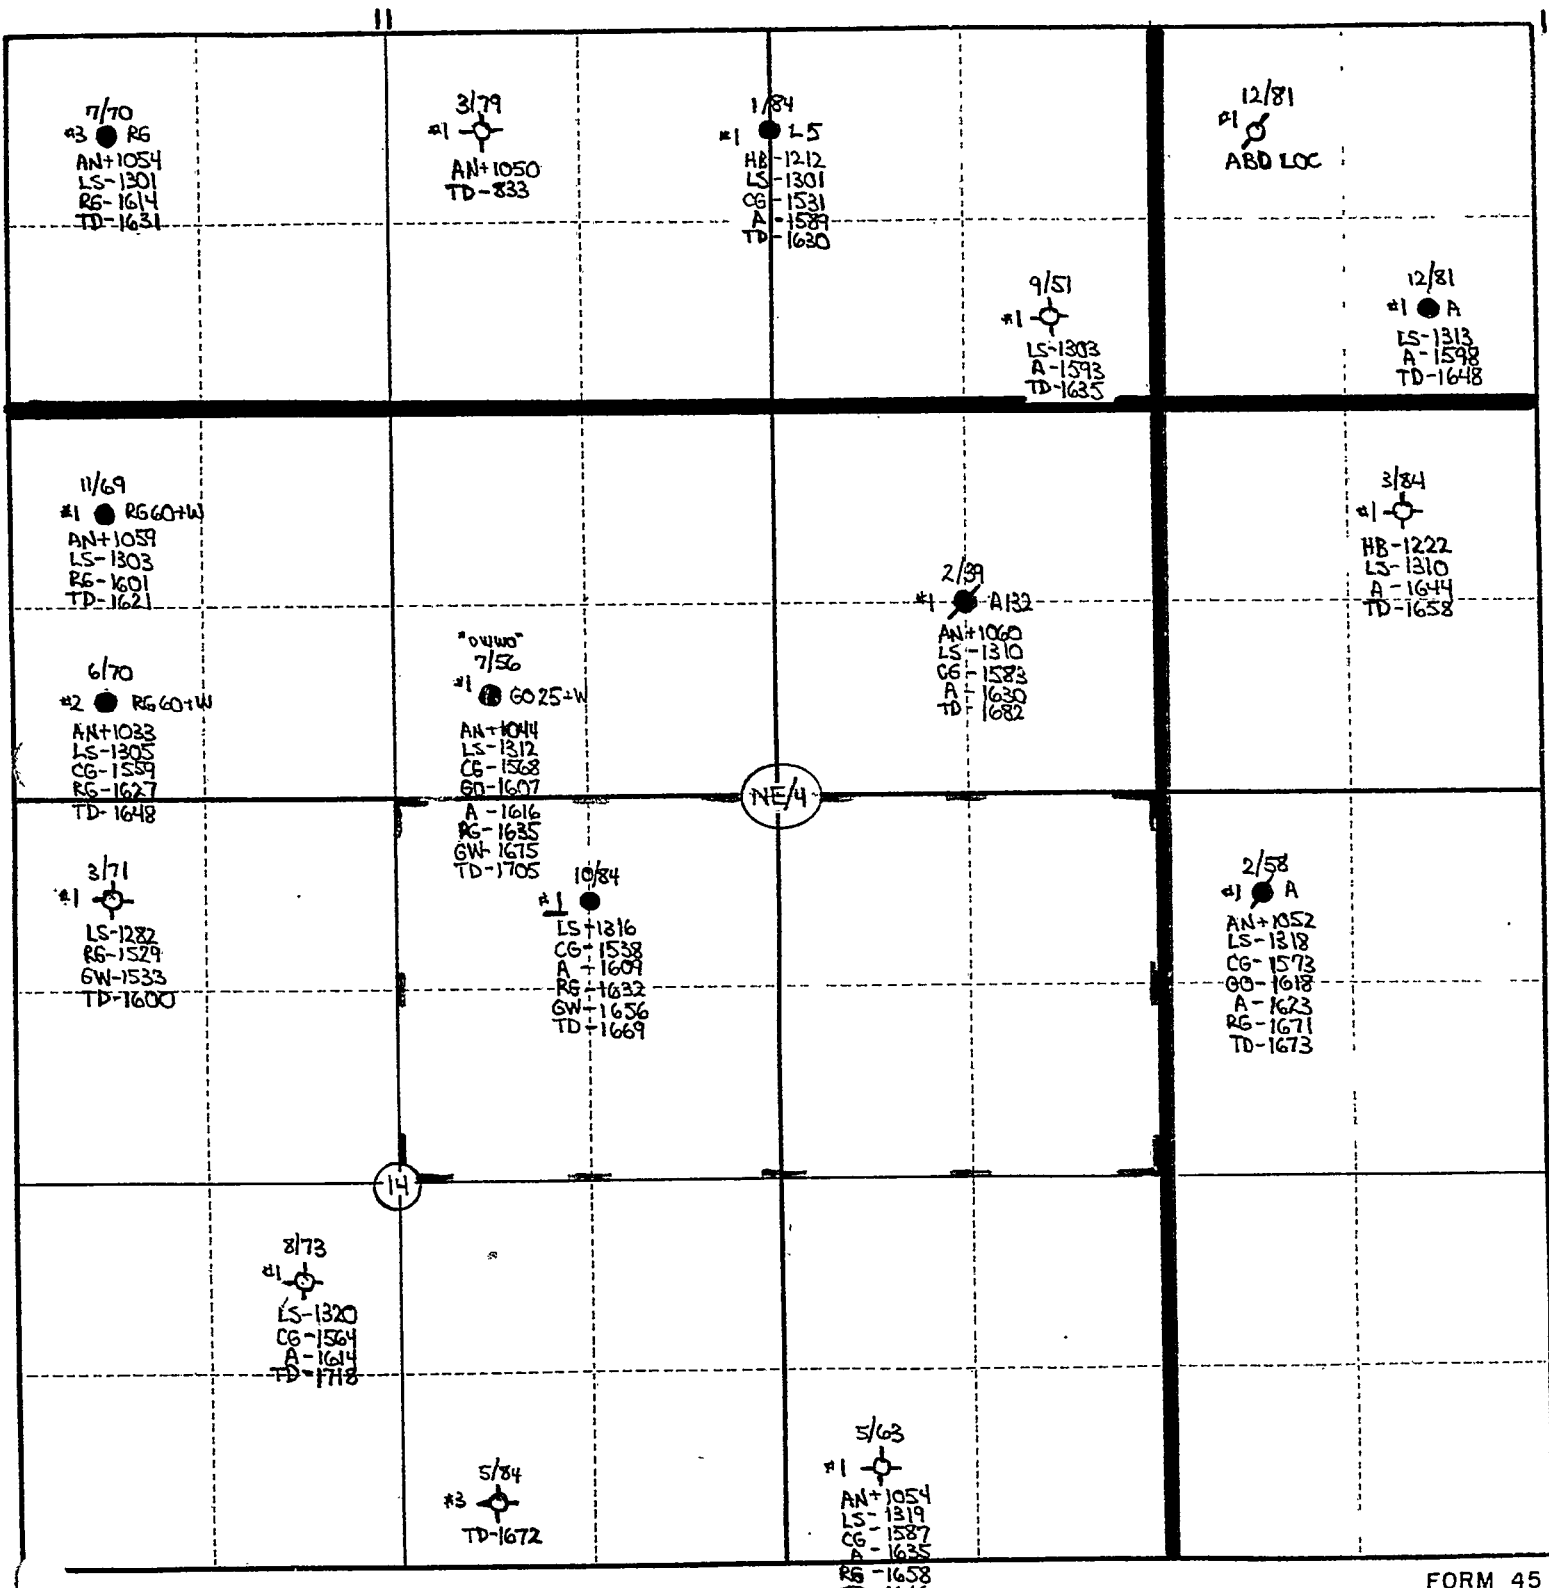 11
1
7/70
#3 RG
AN+1054
LS-1301
RG-1614
TD-1631
3/79
#1
AN+1050
TD-833
1/84
#1 LS
HB-1212
LS-1301
CG-1531
A-1589
TD-1630
12/81
#1
ABD LOC
9/51
#1
LS-1303
A-1593
TD-1635
12/81
#1 A
LS-1313
A-1598
TD-1648
11/69
#1 RG60+W
AN+1059
LS-1303
RG-1601
TD-1621
3/84
#1
HB-1222
LS-1310
A-1644
TD-1658
2/39
#1 A132
AN+1060
LS-1310
CG-1583
A-1630
TD-1682
6/70
#2 RG60+W
AN+1033
LS-1305
CG-1559
RG-1627
TD-1648
"OWWO"
7/56
#1 GO25+W
AN+1044
LS-1312
CG-1568
GO-1607
A-1616
RG-1635
GW-1675
TD-1705
NE/4
3/71
#1
LS-1282
RG-1529
GW-1533
TD-1600
10/84
#1
LS-1316
CG-1538
A-1609
RG-1632
GW-1656
TD-1669
2/58
#1 A
AN+1052
LS-1318
CG-1573
GO-1618
A-1623
RG-1671
TD-1673
14
8/73
#1
LS-1320
CG-1564
A-1614
TD-1718
5/84
#3
TD-1672
5/63
#1
AN+1054
LS-1319
CG-1587
A-1635
RG-1658
FORM 45